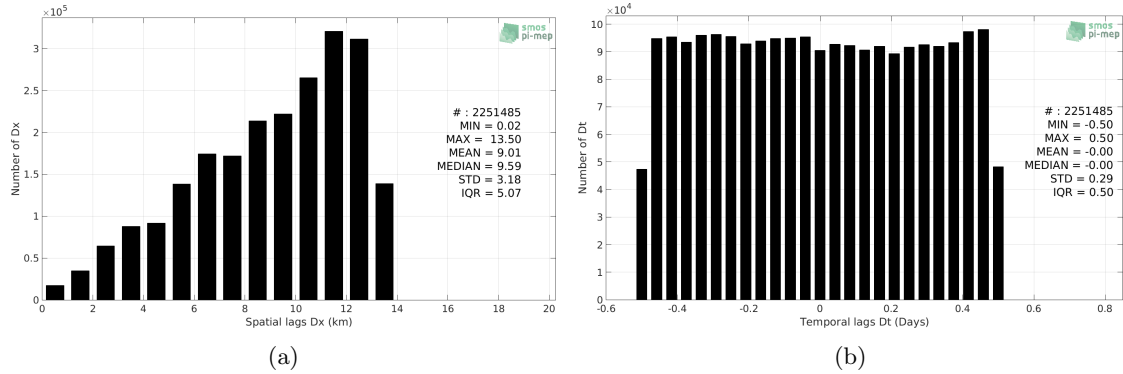 ×10⁵
3
2.5
2
1.5
1
0.5
0
Number of Dx
smos
pi-mep
# : 2251485
MIN = 0.02
MAX = 13.50
MEAN = 9.01
MEDIAN = 9.59
STD = 3.18
IQR = 5.07
0 2 4 6 8 10 12 14 16 18 20
Spatial lags Dx (km)
(a)
×10⁴
10
9
8
7
6
5
4
3
2
1
0
Number of Dt
smos
pi-mep
# : 2251485
MIN = -0.50
MAX = 0.50
MEAN = -0.00
MEDIAN = -0.00
STD = 0.29
IQR = 0.50
-0.6 -0.4 -0.2 0 0.2 0.4 0.6 0.8
Temporal lags Dt (Days)
(b)